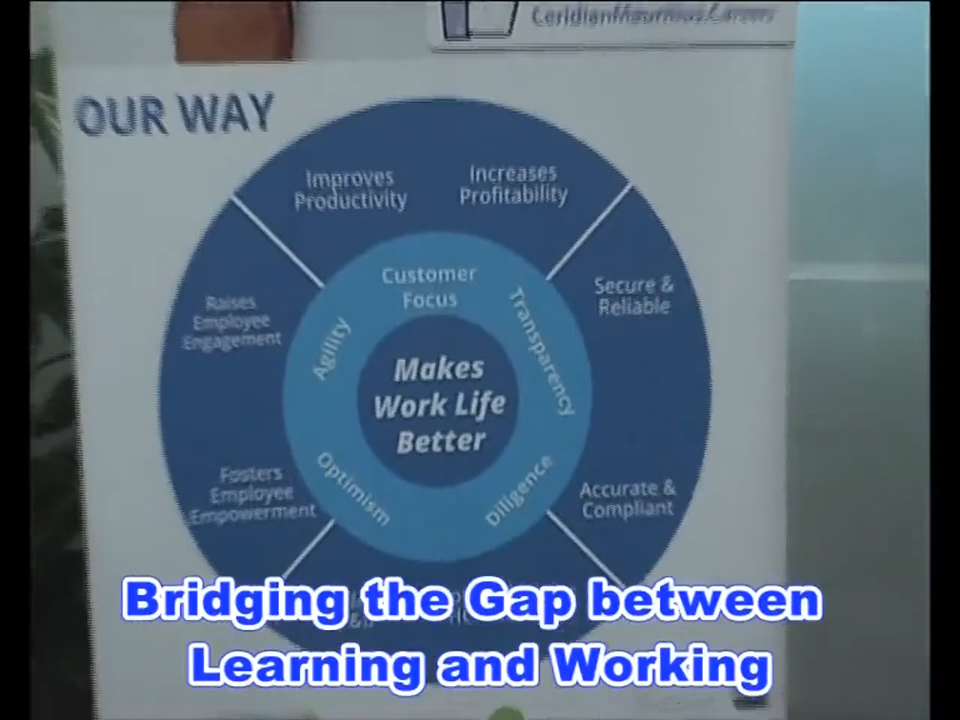 CeridianMauritius.Careers
OUR WAY
Improves
Productivity
Increases
Profitability
Customer
Focus
Secure &
Reliable
Raises
Employee
Engagement
Agility
Transparency
Makes
Work Life
Better
Optimism
Diligence
Fosters
Employee
Empowerment
Accurate &
Compliant
Bridging the Gap between
Learning and Working